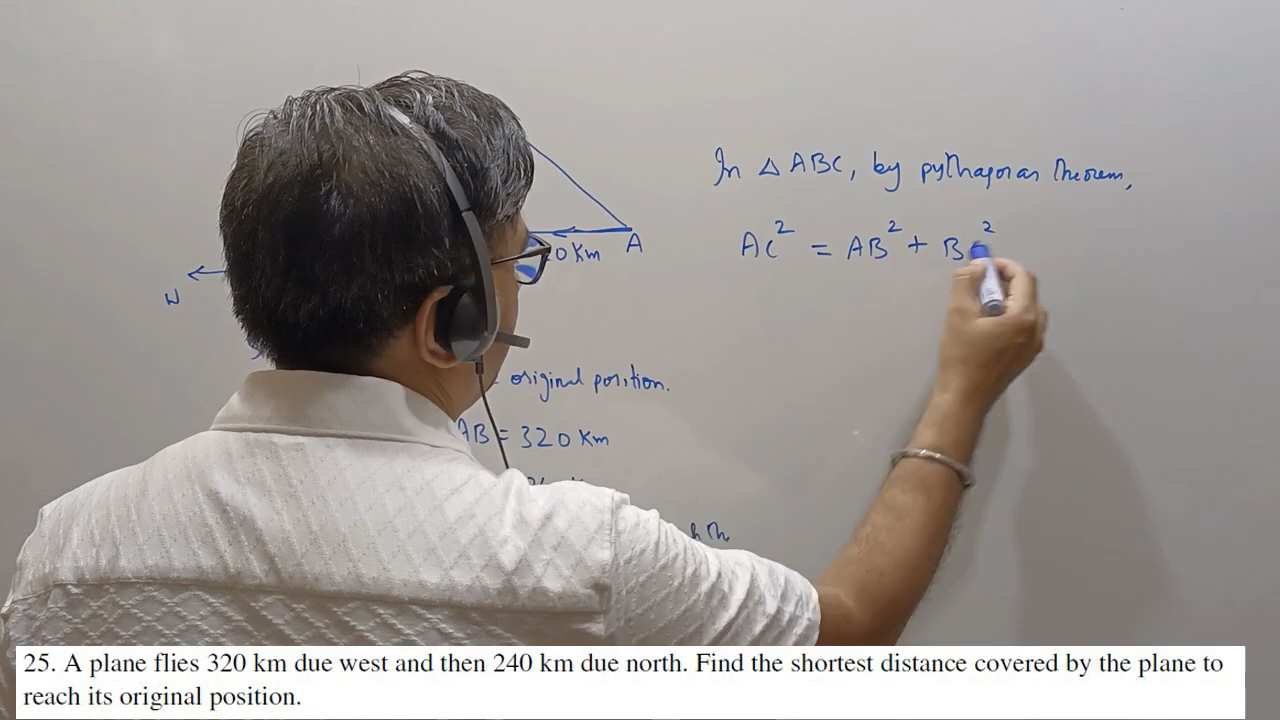 In △ABC, by pythagoras theorem,
AC² = AB² + B ²
0 Km A
W
original position.
AB = 320 Km
25. A plane flies 320 km due west and then 240 km due north. Find the shortest distance covered by the plane to
reach its original position.